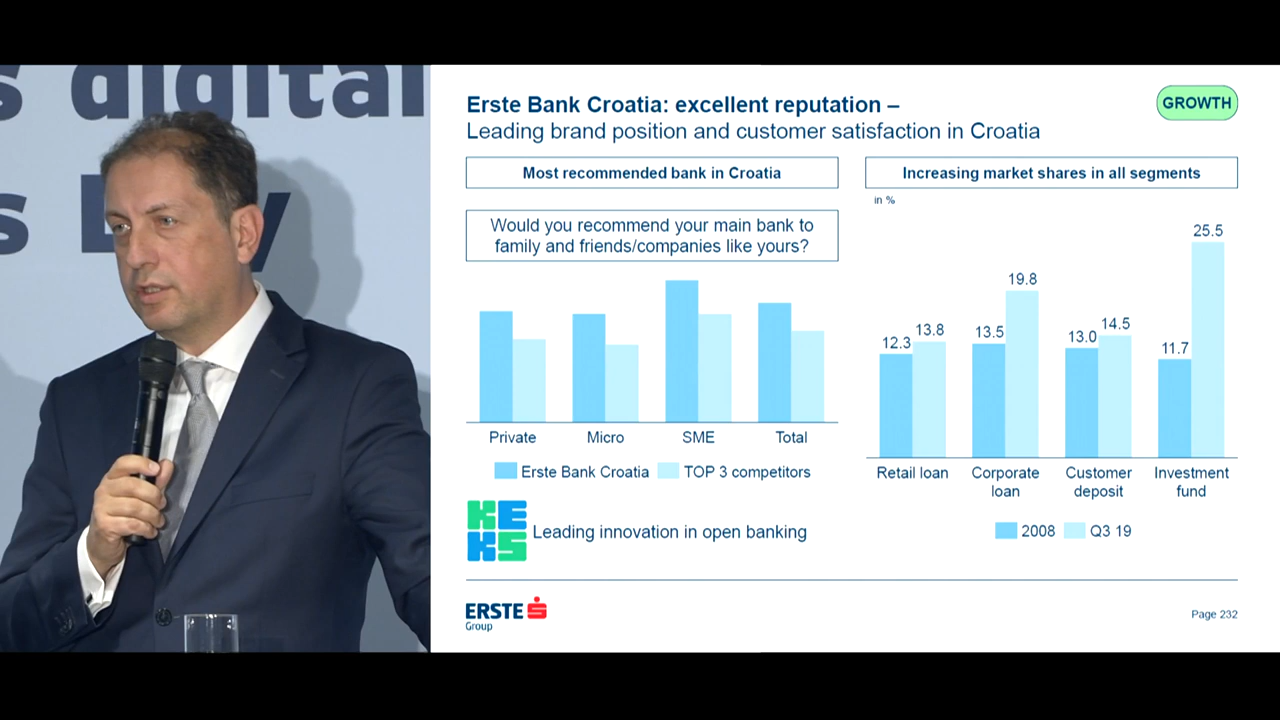 s digital
s
Erste Bank Croatia: excellent reputation –
Leading brand position and customer satisfaction in Croatia
GROWTH
Most recommended bank in Croatia
Would you recommend your main bank to
family and friends/companies like yours?
Private Micro SME Total
Erste Bank Croatia TOP 3 competitors
KEKS
Leading innovation in open banking
Increasing market shares in all segments
in %
12.3 13.8 13.5 19.8 13.0 14.5 11.7 25.5
Retail loan Corporate loan Customer deposit Investment fund
2008 Q3 19
ERSTE
Group
Page 232